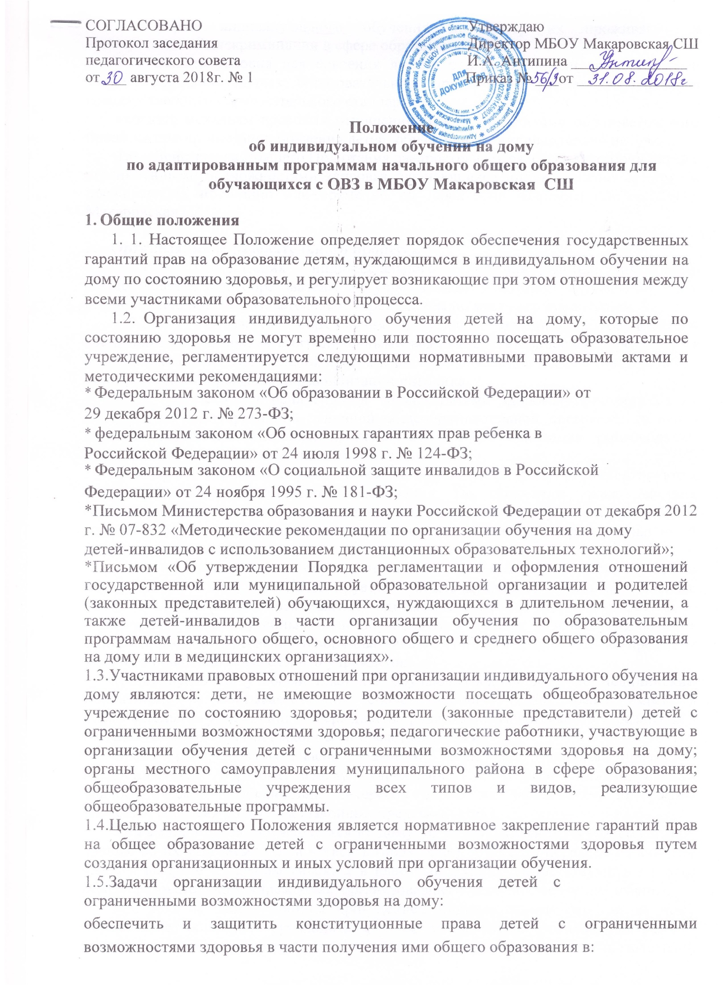 СОГЛАСОВАНО
Протокол заседания
педагогического совета
от 30 августа 2018г. № 1
Утверждаю
Директор МБОУ Макаровская СШ
И.А. Антипина
Приказ № 56/3 от 31.08.2018г
ДЛЯ
ДОКУМЕНТОВ
Положение
об индивидуальном обучении на дому
по адаптированным программам начального общего образования для
обучающихся с ОВЗ в МБОУ Макаровская СШ
1. Общие положения
1. 1. Настоящее Положение определяет порядок обеспечения государственных
гарантий прав на образование детям, нуждающимся в индивидуальном обучении на
дому по состоянию здоровья, и регулирует возникающие при этом отношения между
всеми участниками образовательного процесса.
1.2. Организация индивидуального обучения детей на дому, которые по
состоянию здоровья не могут временно или постоянно посещать образовательное
учреждение, регламентируется следующими нормативными правовыми актами и
методическими рекомендациями:
* Федеральным законом «Об образовании в Российской Федерации» от
29 декабря 2012 г. № 273-ФЗ;
* федеральным законом «Об основных гарантиях прав ребенка в
Российской Федерации» от 24 июля 1998 г. № 124-ФЗ;
* Федеральным законом «О социальной защите инвалидов в Российской
Федерации» от 24 ноября 1995 г. № 181-ФЗ;
*Письмом Министерства образования и науки Российской Федерации от декабря 2012
г. № 07-832 «Методические рекомендации по организации обучения на дому
детей-инвалидов с использованием дистанционных образовательных технологий»;
*Письмом «Об утверждении Порядка регламентации и оформления отношений
государственной или муниципальной образовательной организации и родителей
(законных представителей) обучающихся, нуждающихся в длительном лечении, а
также детей-инвалидов в части организации обучения по образовательным
программам начального общего, основного общего и среднего общего образования
на дому или в медицинских организациях».
1.3.Участниками правовых отношений при организации индивидуального обучения на
дому являются: дети, не имеющие возможности посещать общеобразовательное
учреждение по состоянию здоровья; родители (законные представители) детей с
ограниченными возможностями здоровья; педагогические работники, участвующие в
организации обучения детей с ограниченными возможностями здоровья на дому;
органы местного самоуправления муниципального района в сфере образования;
общеобразовательные учреждения всех типов и видов, реализующие
общеобразовательные программы.
1.4.Целью настоящего Положения является нормативное закрепление гарантий прав
на общее образование детей с ограниченными возможностями здоровья путем
создания организационных и иных условий при организации обучения.
1.5.Задачи организации индивидуального обучения детей с
ограниченными возможностями здоровья на дому:
обеспечить и защитить конституционные права детей с ограниченными
возможностями здоровья в части получения ими общего образования в: